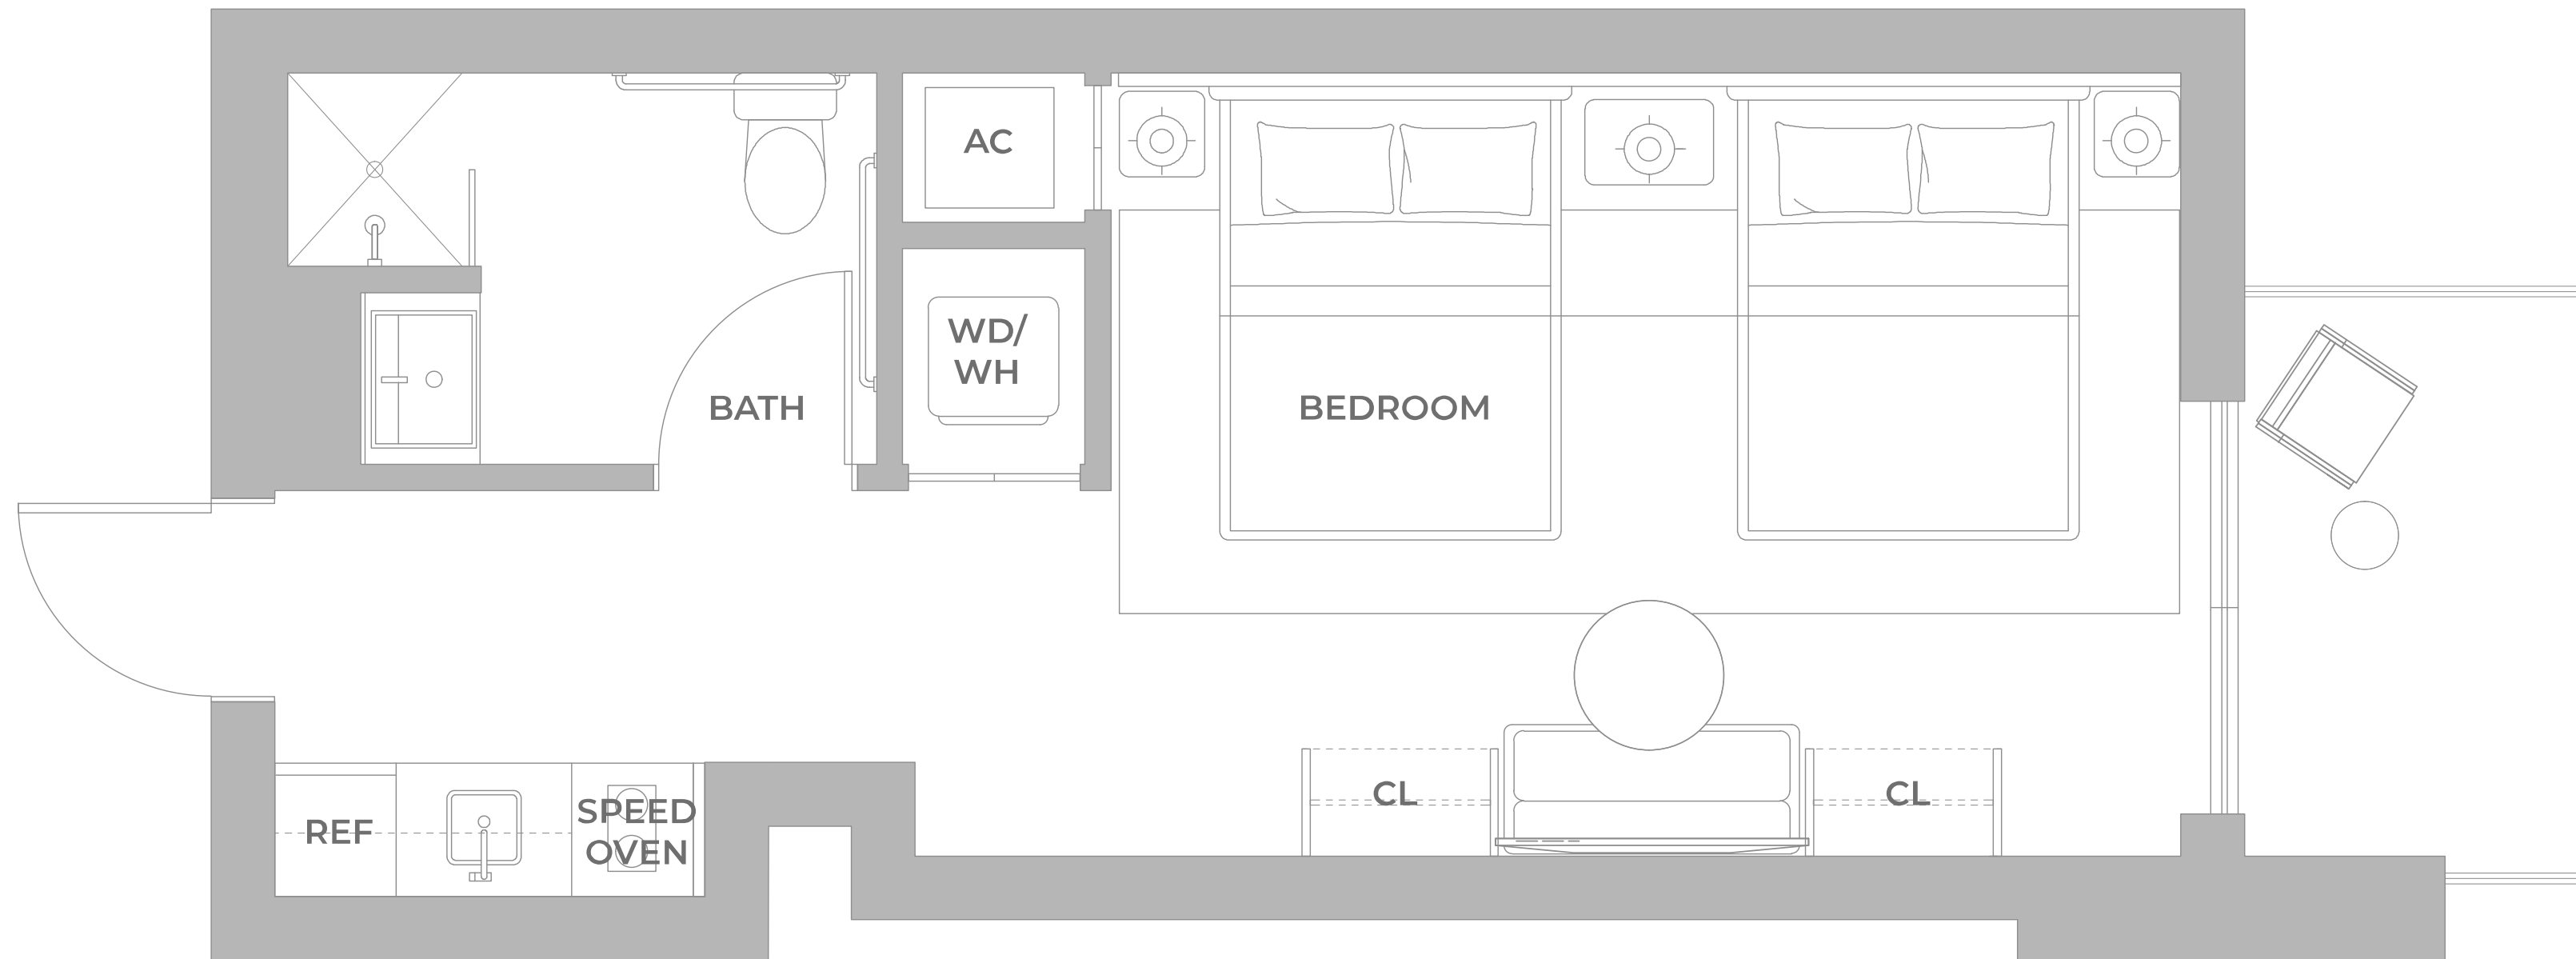 AC
WD/
WH
BATH
BEDROOM
REF
SPEED
OVEN
CL
CL